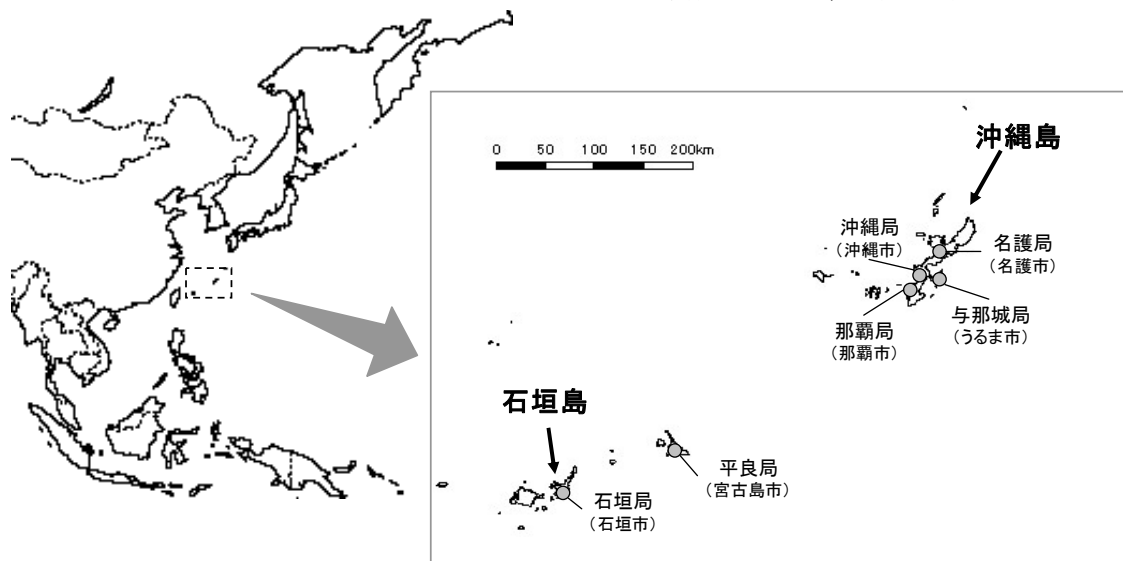 0 50 100 150 200km
沖縄島
沖縄局
(沖縄市)
名護局
(名護市)
那覇局
(那覇市)
与那城局
(うるま市)
石垣島
平良局
(宮古島市)
石垣局
(石垣市)